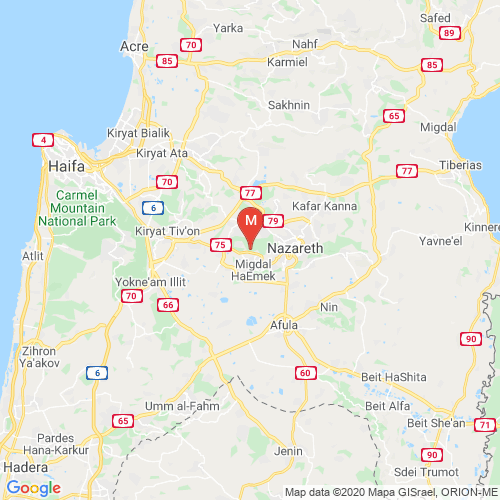 Safed
89
Yarka
Acre
70
Nahf
85
Karmiel
85
Sakhnin
65
Migdal
4
Kiryat Bialik
Kiryat Ata
Haifa
Tiberias
77
70
77
Carmel
Mountain
National Park
6
Kafar Kanna
79
M
Kinnere
Kiryat Tiv'on
75
Nazareth
Yavne'el
Atlit
Migdal
HaEmek
Yokne'am Illit
70
66
Nin
Afula
90
Zihron
Ya'akov
6
60
Beit HaShita
Umm al-Fahm
65
Beit Alfa
Beit She'an
71
Pardes
Hana-Karkur
Jenin
90
Hadera
Sdei Trumot
Google
Map data ©2020 Mapa GISrael, ORION-ME